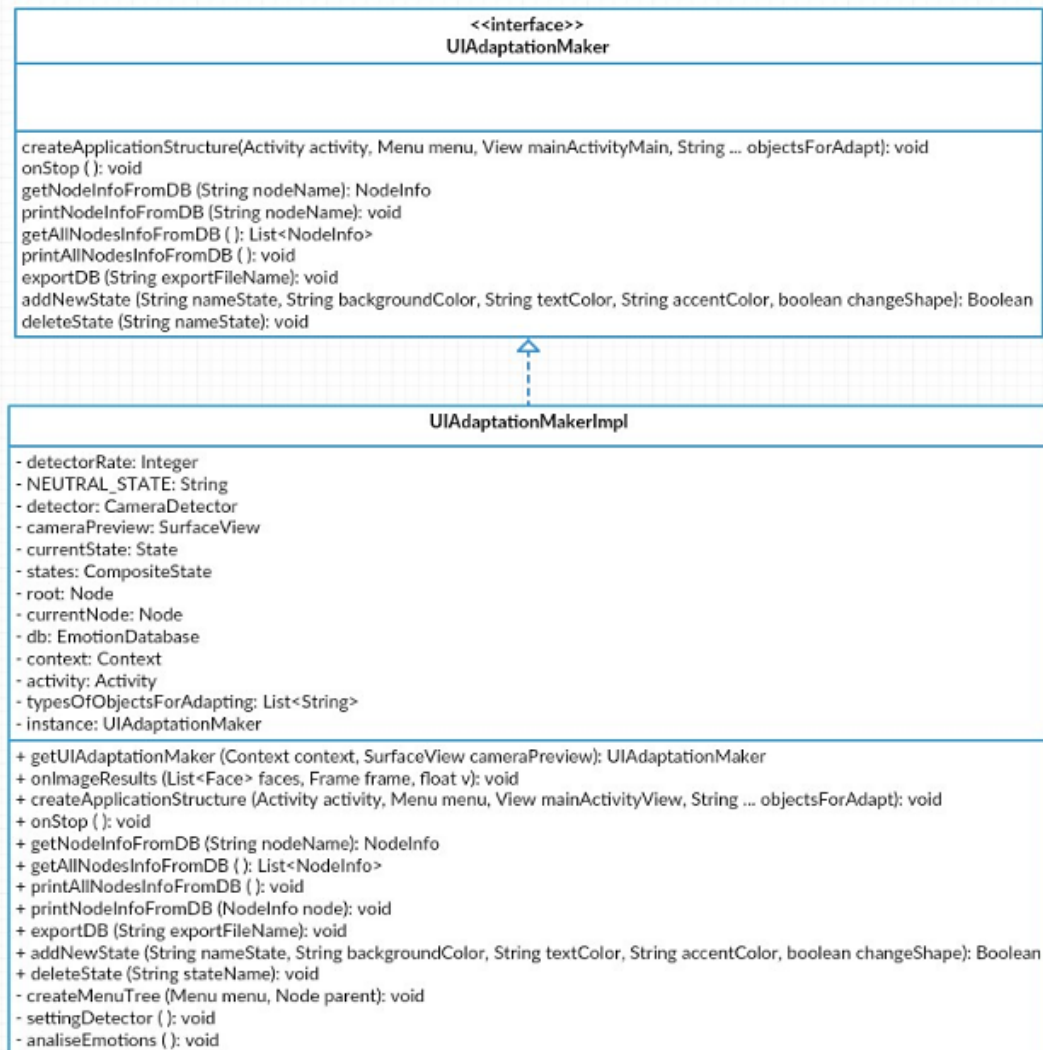 <<interface>>
UIAdaptationMaker
createApplicationStructure(Activity activity, Menu menu, View mainActivityMain, String ... objectsForAdapt): void
onStop ( ): void
getNodeInfoFromDB (String nodeName): NodeInfo
printNodeInfoFromDB (String nodeName): void
getAllNodesInfoFromDB ( ): List<NodeInfo>
printAllNodesInfoFromDB ( ): void
exportDB (String exportFileName): void
addNewState (String nameState, String backgroundColor, String textColor, String accentColor, boolean changeShape): Boolean
deleteState (String nameState): void
UIAdaptationMakerImpl
- detectorRate: Integer
- NEUTRAL_STATE: String
- detector: CameraDetector
- cameraPreview: SurfaceView
- currentState: State
- states: CompositeState
- root: Node
- currentNode: Node
- db: EmotionDatabase
- context: Context
- activity: Activity
- typesOfObjectsForAdapting: List<String>
- instance: UIAdaptationMaker
+ getUIAdaptationMaker (Context context, SurfaceView cameraPreview): UIAdaptationMaker
+ onImageResults (List<Face> faces, Frame frame, float v): void
+ createApplicationStructure (Activity activity, Menu menu, View mainActivityView, String ... objectsForAdapt): void
+ onStop ( ): void
+ getNodeInfoFromDB (String nodeName): NodeInfo
+ getAllNodesInfoFromDB ( ): List<NodeInfo>
+ printAllNodesInfoFromDB ( ): void
+ printNodeInfoFromDB (NodeInfo node): void
+ exportDB (String exportFileName): void
+ addNewState (String nameState, String backgroundColor, String textColor, String accentColor, boolean changeShape): Boolean
+ deleteState (String stateName): void
- createMenuTree (Menu menu, Node parent): void
- settingDetector ( ): void
- analiseEmotions ( ): void